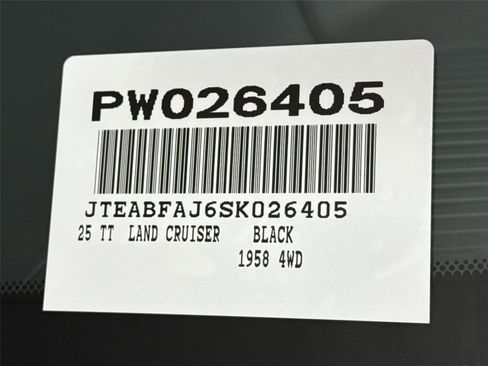 PW026405
JTEABFAJ6SK026405
25 TT LAND CRUISER BLACK
1958 4WD